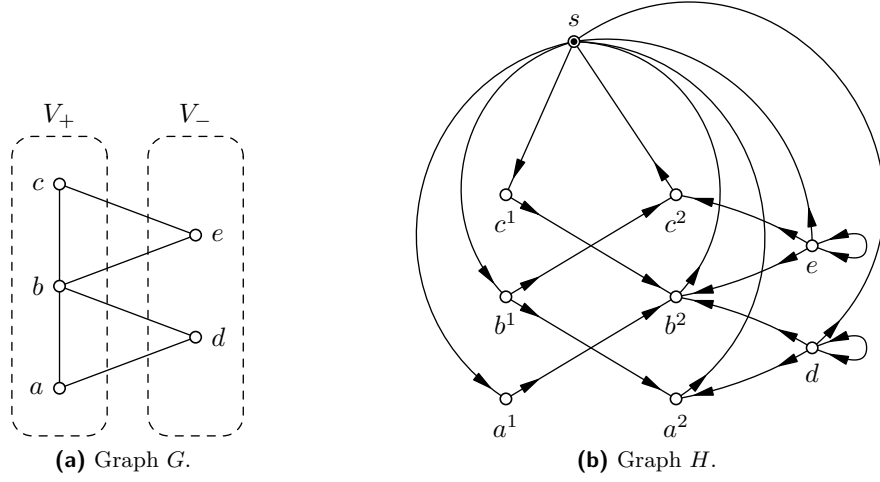 V₊ V₋
c
e
b
d
a
(a) Graph G.
s
c¹ c²
e
b¹ b²
d
a¹ a²
(b) Graph H.